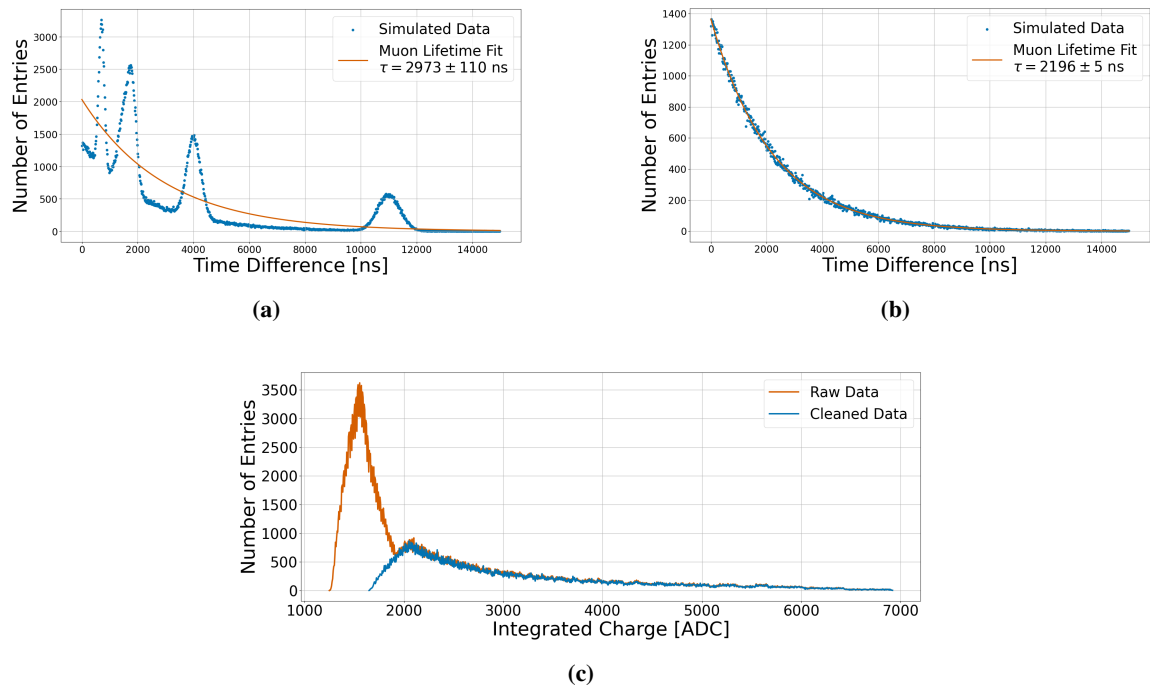 Simulated Data
Muon Lifetime Fit
τ = 2973 ± 110 ns
Number of Entries
3000
2500
2000
1500
1000
500
0
0 2000 4000 6000 8000 10000 12000 14000
Time Difference [ns]
(a)
Simulated Data
Muon Lifetime Fit
τ = 2196 ± 5 ns
Number of Entries
1400
1200
1000
800
600
400
200
0
0 2000 4000 6000 8000 10000 12000 14000
Time Difference [ns]
(b)
Raw Data
Cleaned Data
Number of Entries
3500
3000
2500
2000
1500
1000
500
0
1000 2000 3000 4000 5000 6000 7000
Integrated Charge [ADC]
(c)